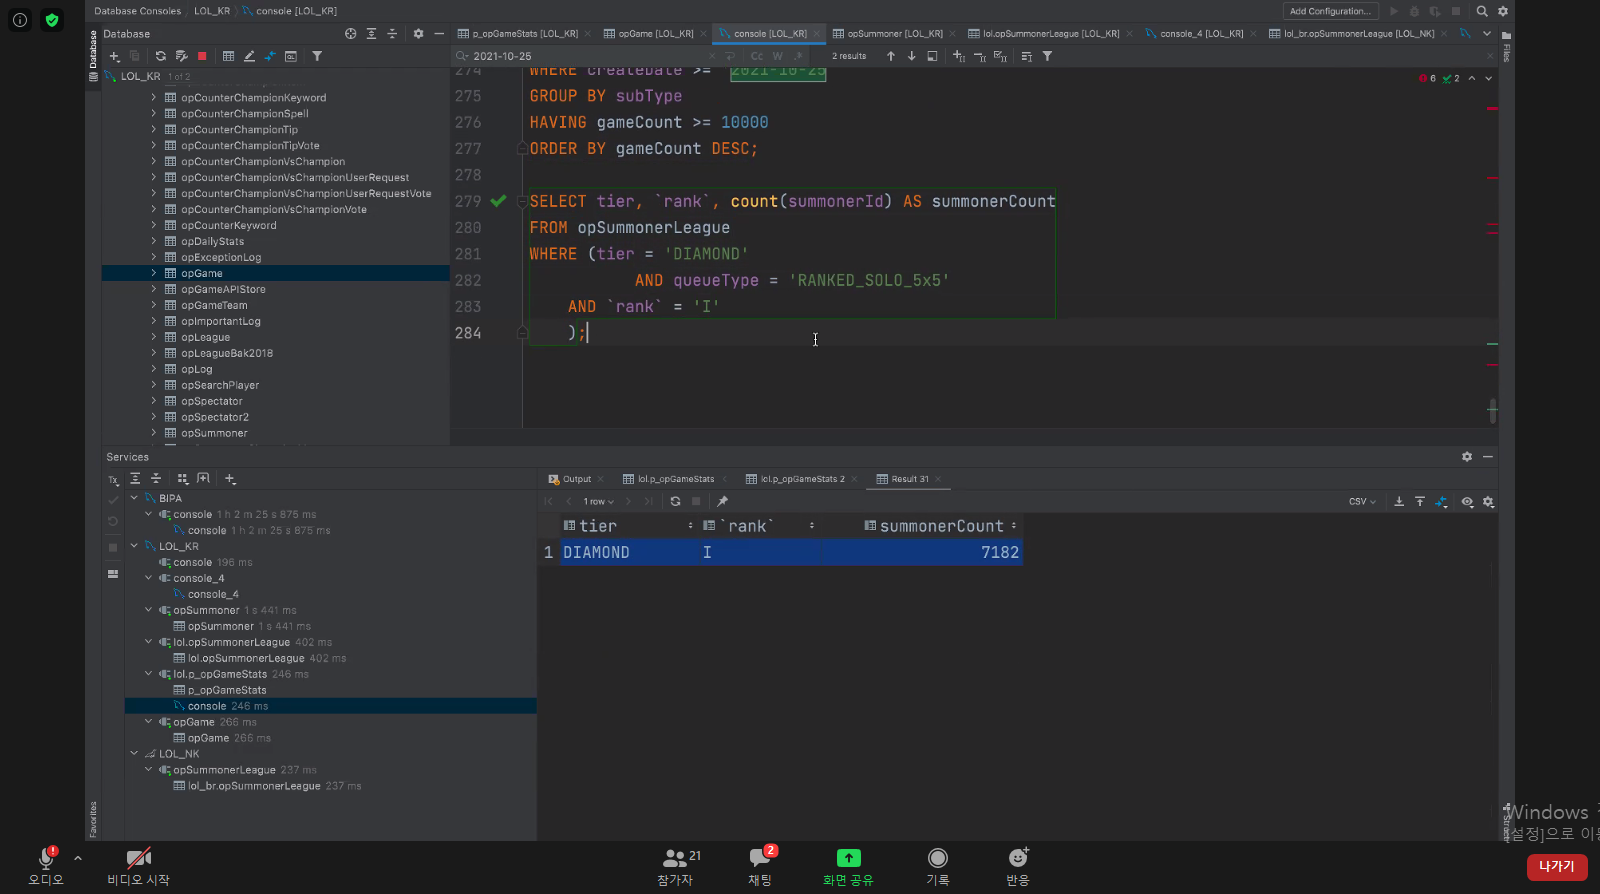 Database Consoles LOL_KR console [LOL_KR]
Add Configuration...
Database
p_opGameStats [LOL_KR] opGame [LOL_KR] console [LOL_KR] opSummoner [LOL_KR] lol.opSummonerLeague [LOL_KR] console_4 [LOL_KR] lol_br.opSummonerLeague [LOL_NK]
Database
Files
2021-10-25
Cc W .*
2 results
LOL_KR 1 of 2
6 2
opCounterChampionKeyword
opCounterChampionSpell
opCounterChampionTip
opCounterChampionTipVote
opCounterChampionVsChampion
opCounterChampionVsChampionUserRequest
opCounterChampionVsChampionUserRequestVote
opCounterChampionVsChampionVote
opCounterKeyword
opDailyStats
opExceptionLog
opGame
opGameAPIStore
opGameTeam
opImportantLog
opLeague
opLeagueBak2018
opLog
opSearchPlayer
opSpectator
opSpectator2
opSummoner
274 WHERE createDate >= '2021-10-25
275 GROUP BY subType
276 HAVING gameCount >= 10000
277 ORDER BY gameCount DESC;
278
279 SELECT tier, `rank`, count(summonerId) AS summonerCount
280 FROM opSummonerLeague
281 WHERE (tier = 'DIAMOND'
282 AND queueType = 'RANKED_SOLO_5x5'
283 AND `rank` = 'I'
284 );
Services
Tx
BIPA
console 1 h 2 m 25 s 875 ms
console 1 h 2 m 25 s 875 ms
LOL_KR
console 196 ms
console_4
console_4
opSummoner 1 s 441 ms
opSummoner 1 s 441 ms
lol.opSummonerLeague 402 ms
lol.opSummonerLeague 402 ms
lol.p_opGameStats 246 ms
p_opGameStats
console 246 ms
opGame 266 ms
opGame 266 ms
LOL_NK
opSummonerLeague 237 ms
lol_br.opSummonerLeague 237 ms
Favorites
Output lol.p_opGameStats lol.p_opGameStats 2 Result 31
1 row
CSV
tier `rank` summonerCount
1 DIAMOND I 7182
Windows
[설정]으로
오디오
비디오 시작
21
참가자
2
채팅
화면 공유
기록
반응
나가기